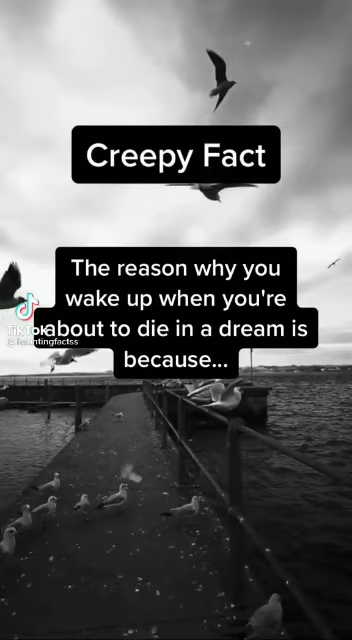 Creepy Fact
The reason why you
wake up when you're
about to die in a dream is
because...
TikTok
@hauntingfactss